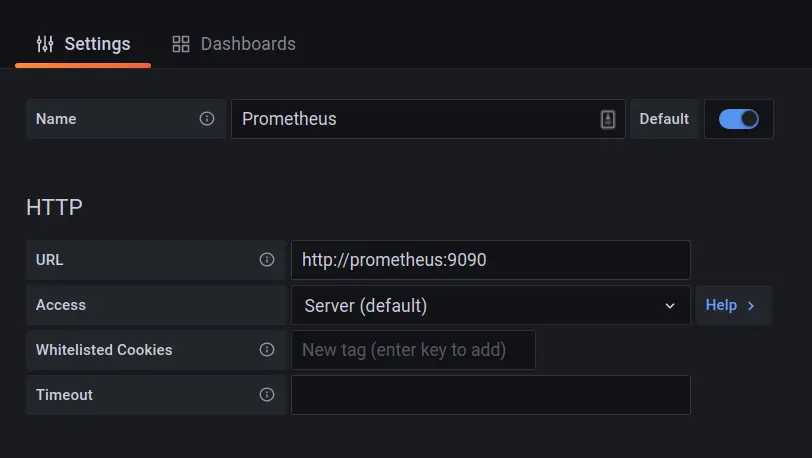 Settings Dashboards
Name Prometheus Default
HTTP
URL http://prometheus:9090
Access Server (default) Help
Whitelisted Cookies New tag (enter key to add)
Timeout